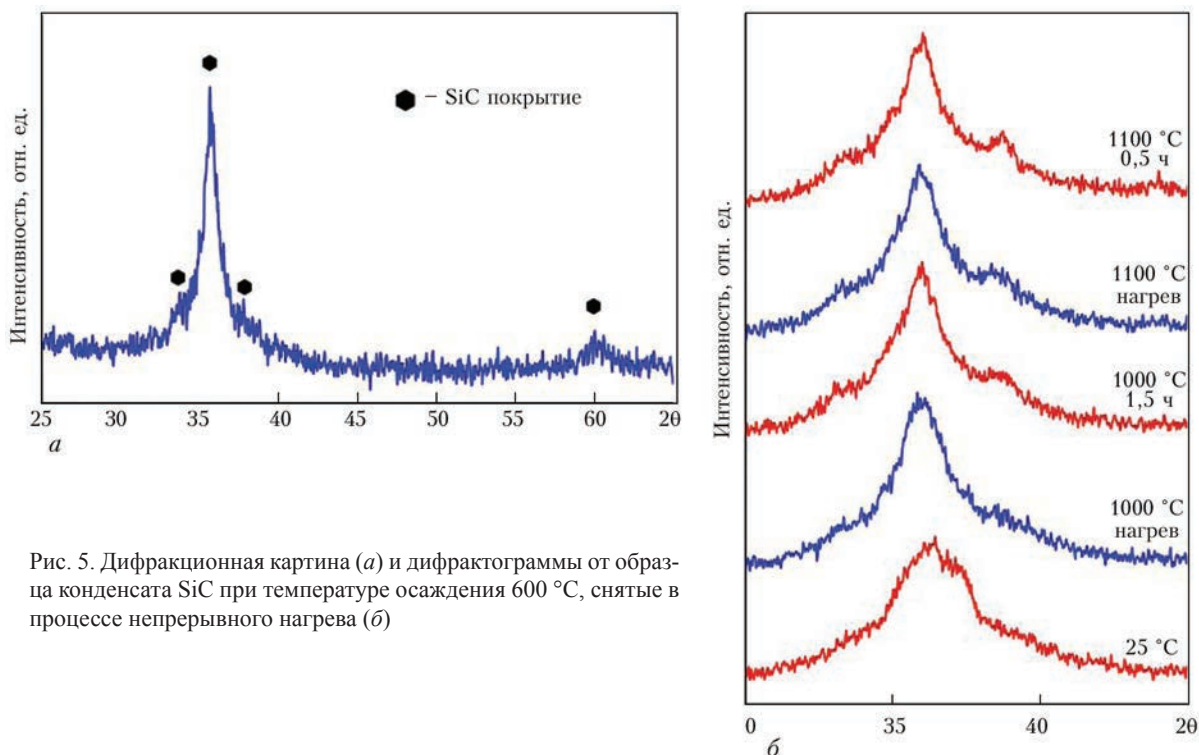 Интенсивность, отн. ед.
– SiC покрытие
25 30 35 40 45 50 55 60 2θ
а
Рис. 5. Дифракционная картина (а) и дифрактограммы от образ-
ца конденсата SiC при температуре осаждения 600 °С, снятые в
процессе непрерывного нагрева (б)
Интенсивность, отн. ед.
1100 °С
0,5 ч
1100 °С
нагрев
1000 °С
1,5 ч
1000 °С
нагрев
25 °С
0 35 40 2θ
б